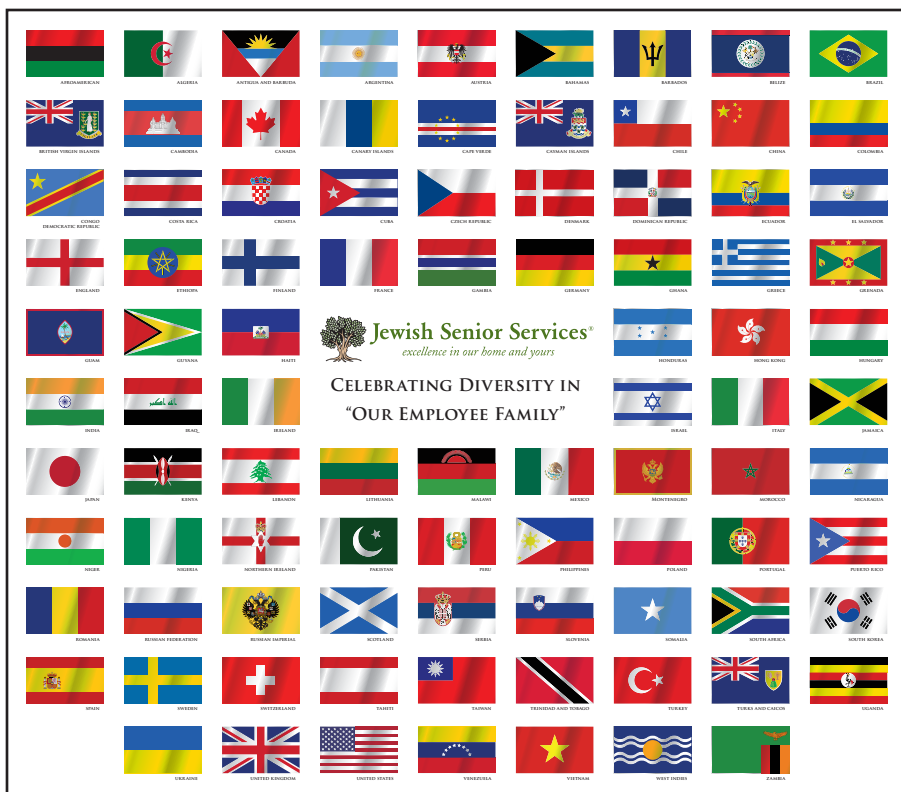 AFROAMERICAN
ALGERIA
ANTIGUA AND BARBUDA
ARGENTINA
AUSTRIA
BAHAMAS
BARBADOS
BELIZE
BRAZIL
BRITISH VIRGIN ISLANDS
CAMBODIA
CANADA
CANARY ISLANDS
CAPE VERDE
CAYMAN ISLANDS
CHILE
CHINA
COLOMBIA
CONGO
DEMOCRATIC REPUBLIC
COSTA RICA
CROATIA
CUBA
CZECH REPUBLIC
DENMARK
DOMINICAN REPUBLIC
ECUADOR
EL SALVADOR
ENGLAND
ETHIOPIA
FINLAND
FRANCE
GAMBIA
GERMANY
GHANA
GREECE
GRENADA
GUAM
GUYANA
HAITI
Jewish Senior Services®
excellence in our home and yours
HONDURAS
HONG KONG
HUNGARY
INDIA
IRAQ
IRELAND
CELEBRATING DIVERSITY IN
“OUR EMPLOYEE FAMILY”
ISRAEL
ITALY
JAMAICA
JAPAN
KENYA
LEBANON
LITHUANIA
MALAWI
MEXICO
MONTENEGRO
MOROCCO
NICARAGUA
NIGER
NIGERIA
NORTHERN IRELAND
PAKISTAN
PERU
PHILIPPINES
POLAND
PORTUGAL
PUERTO RICO
ROMANIA
RUSSIAN FEDERATION
RUSSIAN IMPERIAL
SCOTLAND
SERBIA
SLOVENIA
SOMALIA
SOUTH AFRICA
SOUTH KOREA
SPAIN
SWEDEN
SWITZERLAND
TAHITI
TAIWAN
TRINIDAD AND TOBAGO
TURKEY
TURKS AND CAICOS
UGANDA
UKRAINE
UNITED KINGDOM
UNITED STATES
VENEZUELA
VIETNAM
WEST INDIES
ZAMBIA